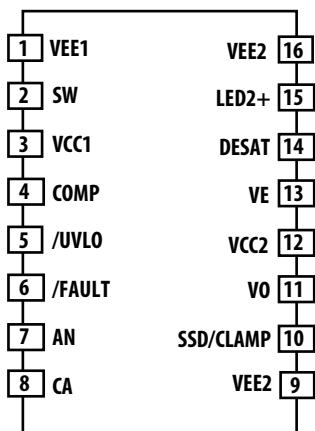 1 VEE1
VEE2 16
2 SW
LED2+ 15
3 VCC1
DESAT 14
4 COMP
VE 13
5 /UVLO
VCC2 12
6 /FAULT
VO 11
7 AN
SSD/CLAMP 10
8 CA
VEE2 9